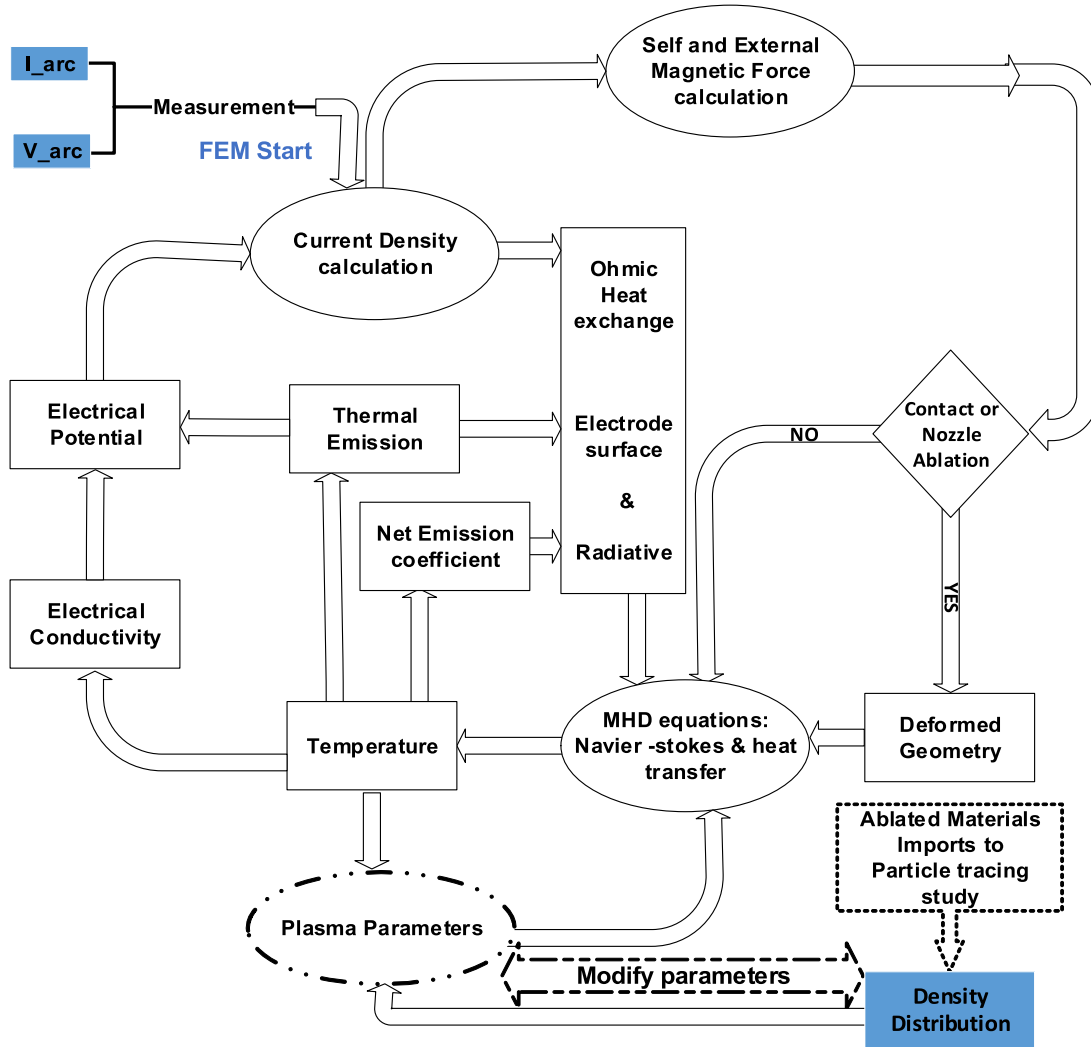 I_arc
V_arc
Measurement
FEM Start
Self and External
Magnetic Force
calculation
Current Density
calculation
Ohmic
Heat
exchange
Electrode
surface
&
Radiative
Electrical
Potential
Thermal
Emission
Net Emission
coefficient
Contact or
Nozzle
Ablation
NO
YES
Electrical
Conductivity
Temperature
MHD equations:
Navier -stokes & heat
transfer
Deformed
Geometry
Ablated Materials
Imports to
Particle tracing
study
Plasma Parameters
Modify parameters
Density
Distribution